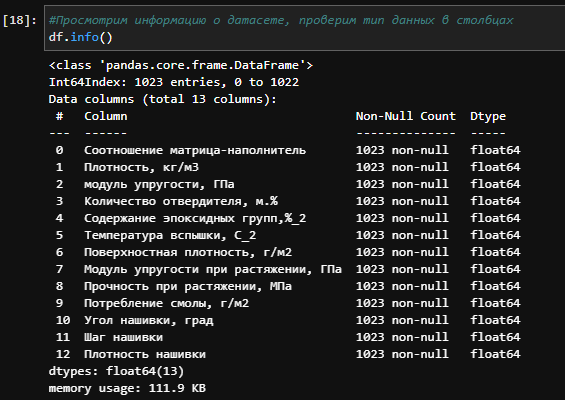 [18]: #Просмотрим информацию о датасете, проверим тип данных в столбцах
df.info()
<class 'pandas.core.frame.DataFrame'>
Int64Index: 1023 entries, 0 to 1022
Data columns (total 13 columns):
 #   Column                                Non-Null Count  Dtype
---  ------                                --------------  -----
 0   Соотношение матрица-наполнитель       1023 non-null   float64
 1   Плотность, кг/м3                      1023 non-null   float64
 2   модуль упругости, ГПа                 1023 non-null   float64
 3   Количество отвердителя, м.%           1023 non-null   float64
 4   Содержание эпоксидных групп,%_2       1023 non-null   float64
 5   Температура вспышки, С_2              1023 non-null   float64
 6   Поверхностная плотность, г/м2         1023 non-null   float64
 7   Модуль упругости при растяжении, ГПа  1023 non-null   float64
 8   Прочность при растяжении, МПа         1023 non-null   float64
 9   Потребление смолы, г/м2               1023 non-null   float64
 10  Угол нашивки, град                    1023 non-null   float64
 11  Шаг нашивки                           1023 non-null   float64
 12  Плотность нашивки                     1023 non-null   float64
dtypes: float64(13)
memory usage: 111.9 KB